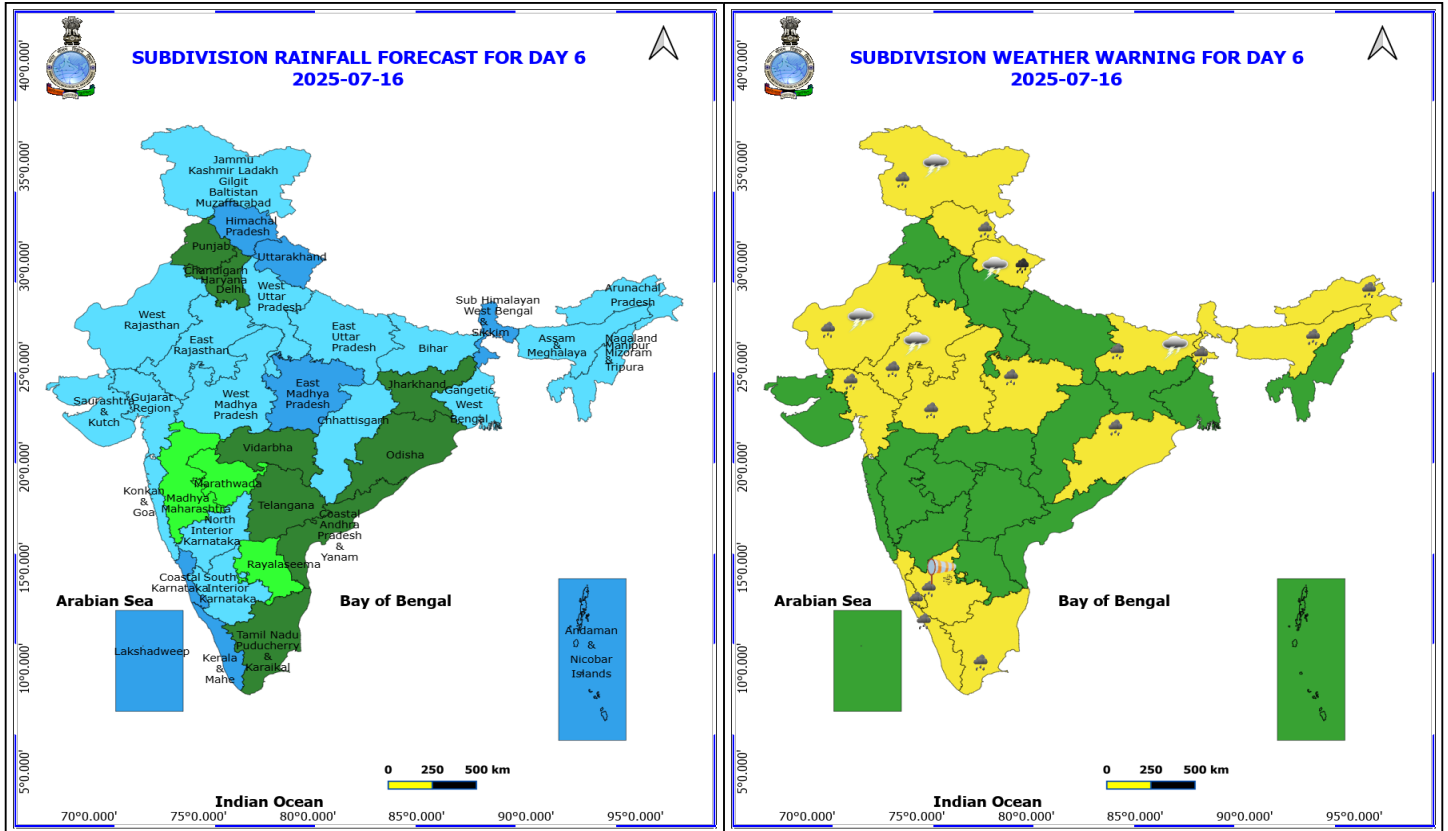 SUBDIVISION RAINFALL FORECAST FOR DAY 6
2025-07-16
40°0.000'
35°0.000'
30°0.000'
25°0.000'
20°0.000'
15°0.000'
10°0.000'
5°0.000'
Jammu
Kashmir Ladakh
Gilgit
Baltistan
Muzaffarabad
Himachal
Pradesh
Punjab
Uttarakhand
Chandigarh
Haryana
Delhi
West
Uttar
Pradesh
West
Rajasthan
East
Rajasthan
East
Uttar
Pradesh
Bihar
Sub Himalayan
West Bengal
&
Sikkim
Arunachal
Pradesh
Assam
&
Meghalaya
Nagaland
Manipur
Mizoram
&
Tripura
Saurashtra
&
Kutch
Gujarat
Region
West
Madhya
Pradesh
East
Madhya
Pradesh
Jharkhand
Gangetic
West
Bengal
Chhattisgarh
Odisha
Vidarbha
Marathwada
Madhya
Maharashtra
Konkan
&
Goa
Telangana
North
Interior
Karnataka
Coastal
Andhra
Pradesh
&
Yanam
Rayalaseema
Coastal
Karnataka
South
Interior
Karnataka
Arabian Sea
Bay of Bengal
Lakshadweep
Kerala
&
Mahe
Tamil Nadu
Puducherry
&
Karaikal
Andaman
&
Nicobar
Islands
0 250 500 km
Indian Ocean
70°0.000' 75°0.000' 80°0.000' 85°0.000' 90°0.000' 95°0.000'
SUBDIVISION WEATHER WARNING FOR DAY 6
2025-07-16
40°0.000'
35°0.000'
30°0.000'
25°0.000'
20°0.000'
15°0.000'
10°0.000'
5°0.000'
Arabian Sea
Bay of Bengal
0 250 500 km
Indian Ocean
70°0.000' 75°0.000' 80°0.000' 85°0.000' 90°0.000' 95°0.000'